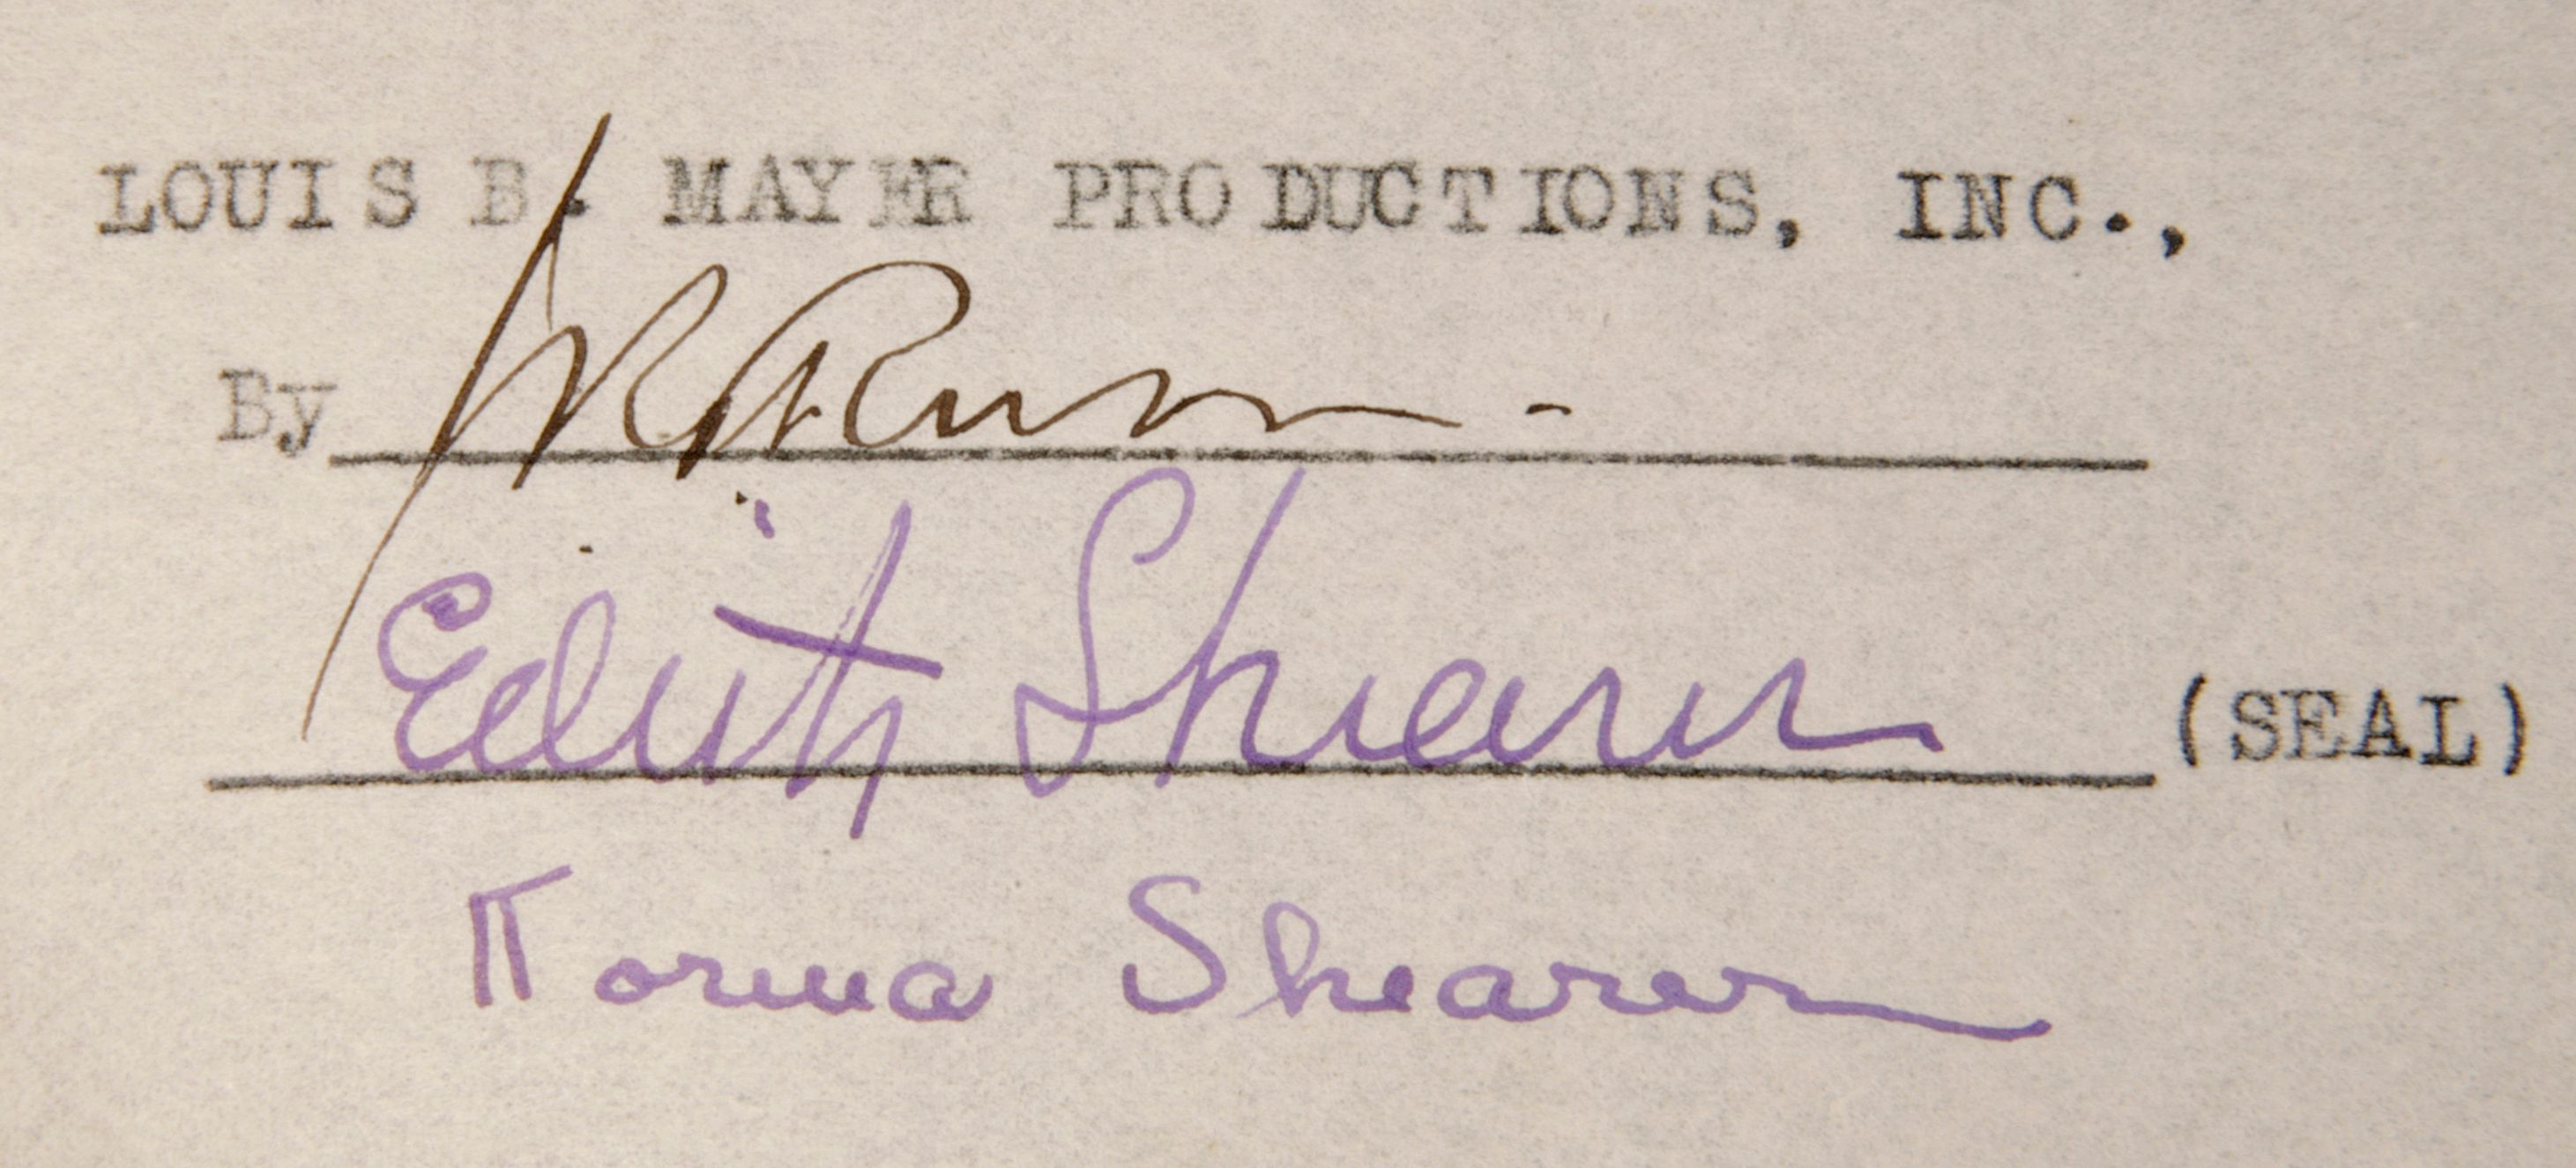 LOUIS B. MAYER PRODUCTIONS, INC.,
By
Edith Shearer (SEAL)
Norma Shearer